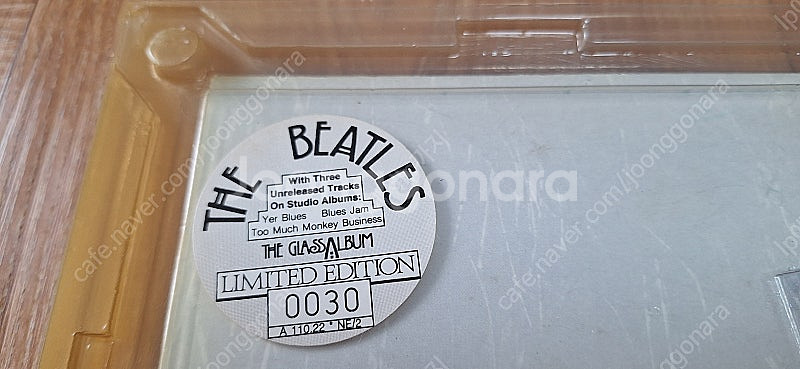 THE BEATLES
With Three
Unreleased Tracks
On Studio Albums:
Yer Blues Blues Jam
Too Much Monkey Business
THE GLASS ALBUM
LIMITED EDITION
0030
A 110.22 * NE/2
joonggonara
cafe.naver.com/joonggonara